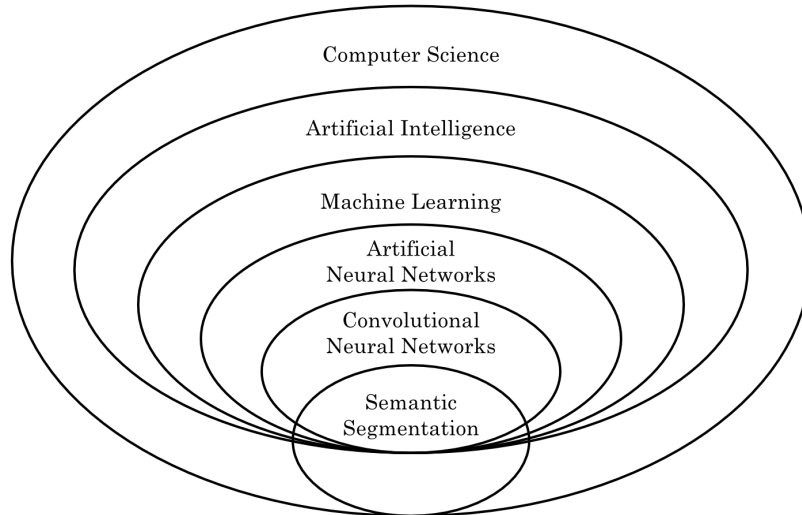 Computer Science
Artificial Intelligence
Machine Learning
Artificial
Neural Networks
Convolutional
Neural Networks
Semantic
Segmentation